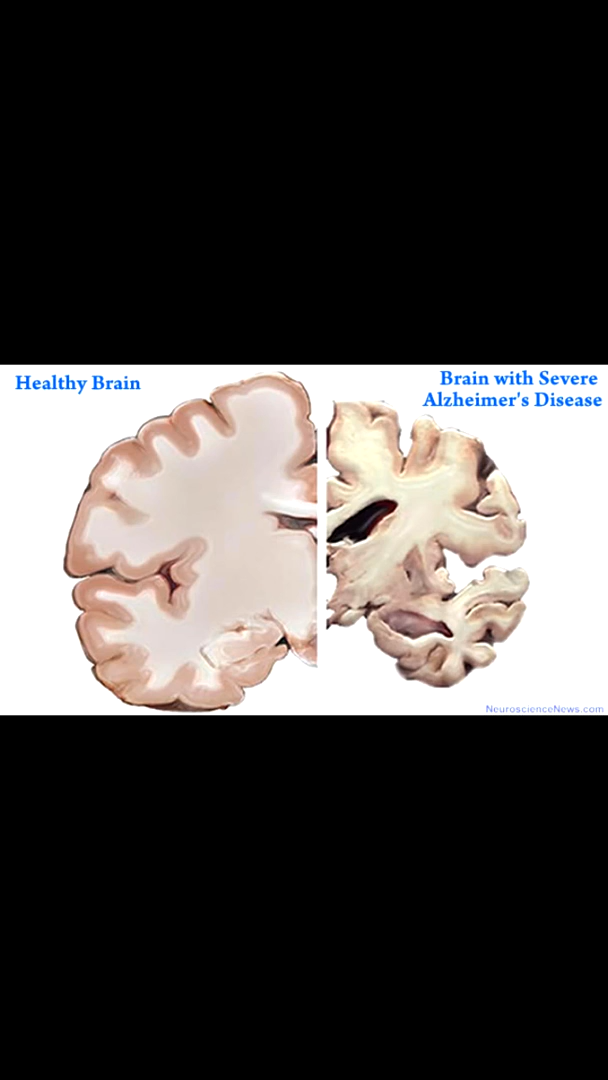 Healthy Brain
Brain with Severe
Alzheimer's Disease
NeuroscienceNews.com